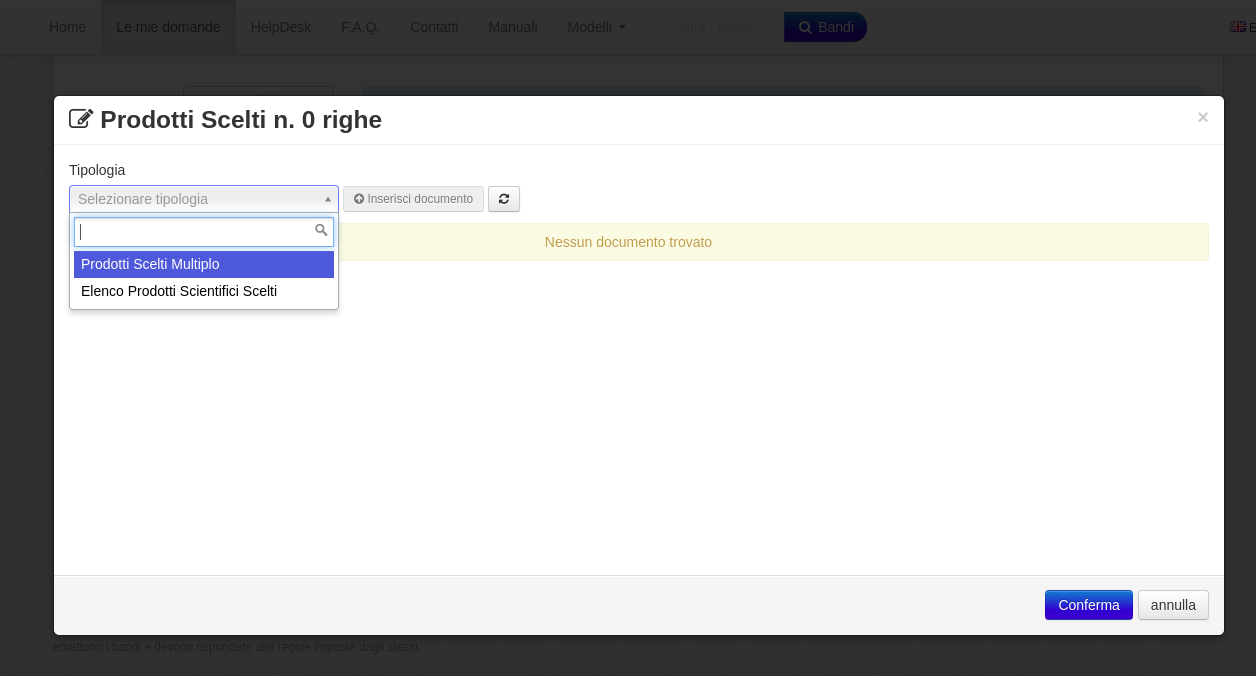 Home Le mie domande HelpDesk F.A.Q. Contatti Manuali Modelli filtra i bandi Bandi
Prodotti Scelti n. 0 righe ×
Tipologia
Selezionare tipologia Inserisci documento
Nessun documento trovato
Prodotti Scelti Multiplo
Elenco Prodotti Scientifici Scelti
Conferma annulla
emettono i bandi e devono rispondere alle regole imposte dagli stessi.